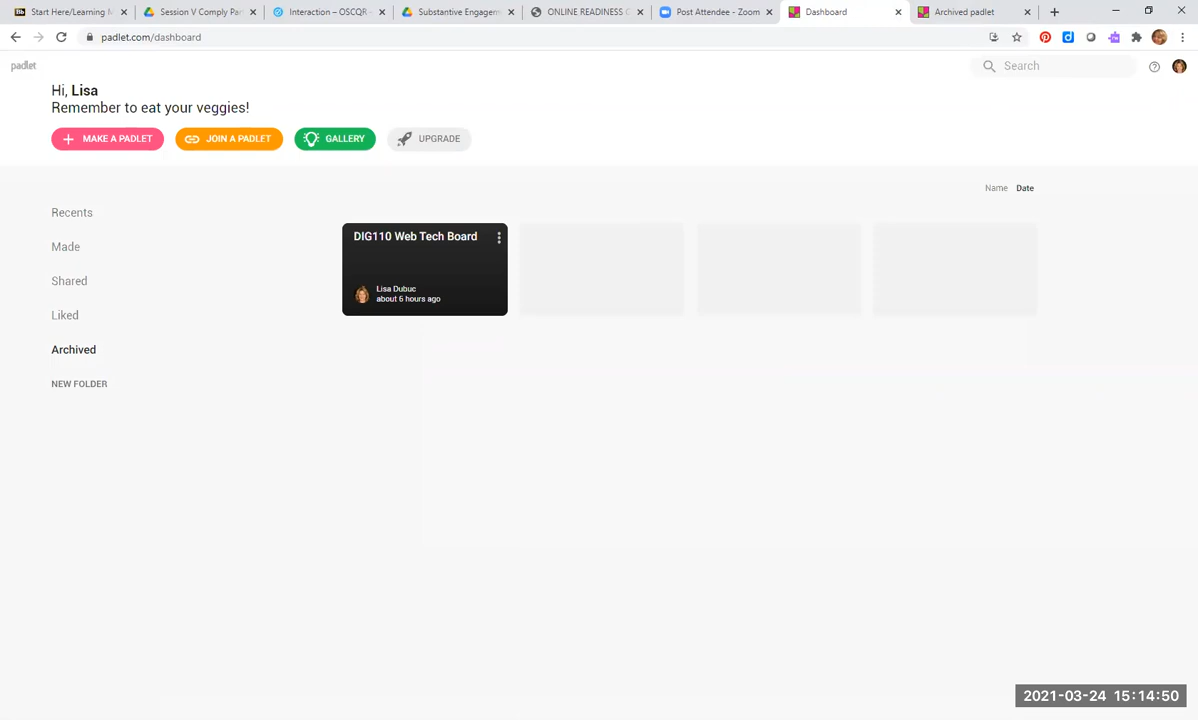 Start Here/Learning M
Session V Comply Par
Interaction – OSCQR –
Substantive Engagem
ONLINE READINESS C
Post Attendee - Zoom
Dashboard
Archived padlet
padlet.com/dashboard
padlet
Search
Hi, Lisa
Remember to eat your veggies!
MAKE A PADLET
JOIN A PADLET
GALLERY
UPGRADE
Name Date
Recents
Made
Shared
Liked
Archived
NEW FOLDER
DIG110 Web Tech Board
Lisa Dubuc
about 6 hours ago
2021-03-24 15:14:50